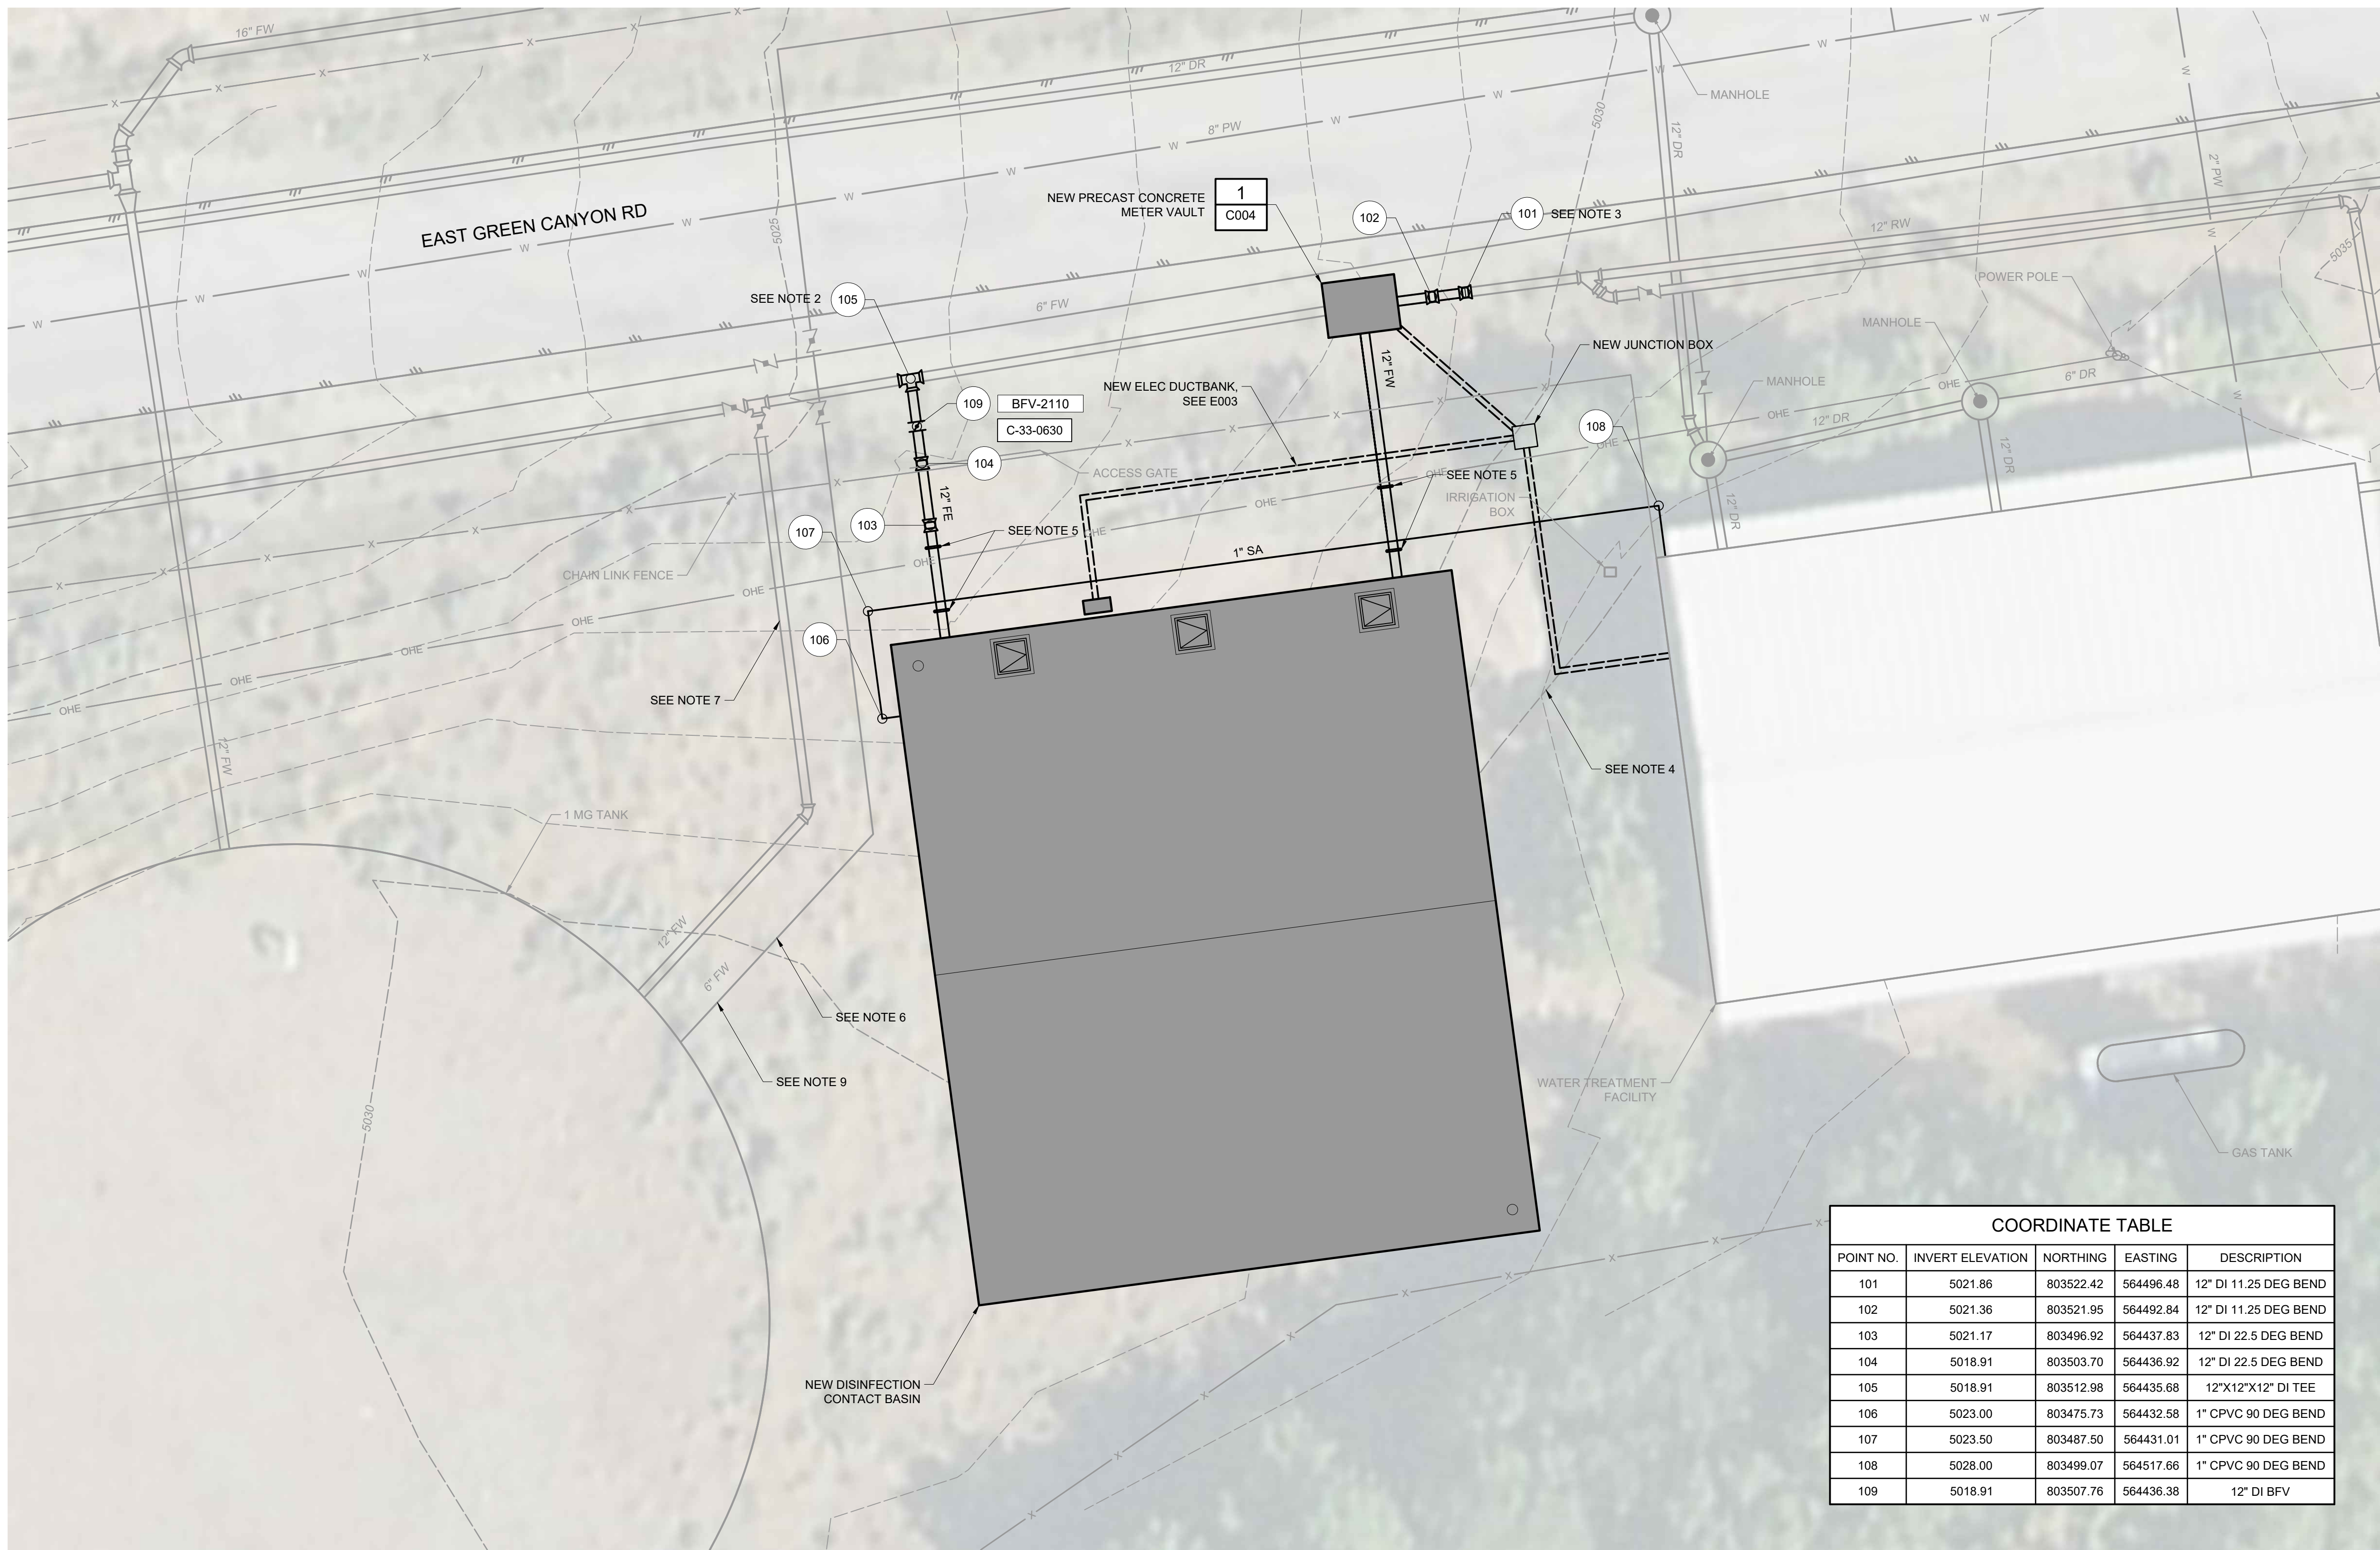 16" FW
12" DR
MANHOLE
5030
12" DR
8" PW
2" PW
5025
EAST GREEN CANYON RD
NEW PRECAST CONCRETE
METER VAULT
1
C004
102
101
SEE NOTE 3
12" RW
5035
POWER POLE
SEE NOTE 2
105
6" FW
MANHOLE
NEW JUNCTION BOX
12" FW
NEW ELEC DUCTBANK,
SEE E003
MANHOLE
OHE
6" DR
109
BFV-2110
C-33-0630
108
12" DR
104
ACCESS GATE
SEE NOTE 5
IRRIGATION
BOX
12" DR
12" DR
12" FE
103
107
SEE NOTE 5
1" SA
CHAIN LINK FENCE
106
SEE NOTE 7
12" FW
SEE NOTE 4
1 MG TANK
12" FW
6" FW
SEE NOTE 6
SEE NOTE 9
5030
WATER TREATMENT
FACILITY
GAS TANK
NEW DISINFECTION
CONTACT BASIN
COORDINATE TABLE
POINT NO. INVERT ELEVATION NORTHING EASTING DESCRIPTION
101 5021.86 803522.42 564496.48 12" DI 11.25 DEG BEND
102 5021.36 803521.95 564492.84 12" DI 11.25 DEG BEND
103 5021.17 803496.92 564437.83 12" DI 22.5 DEG BEND
104 5018.91 803503.70 564436.92 12" DI 22.5 DEG BEND
105 5018.91 803512.98 564435.68 12"X12"X12" DI TEE
106 5023.00 803475.73 564432.58 1" CPVC 90 DEG BEND
107 5023.50 803487.50 564431.01 1" CPVC 90 DEG BEND
108 5028.00 803499.07 564517.66 1" CPVC 90 DEG BEND
109 5018.91 803507.76 564436.38 12" DI BFV